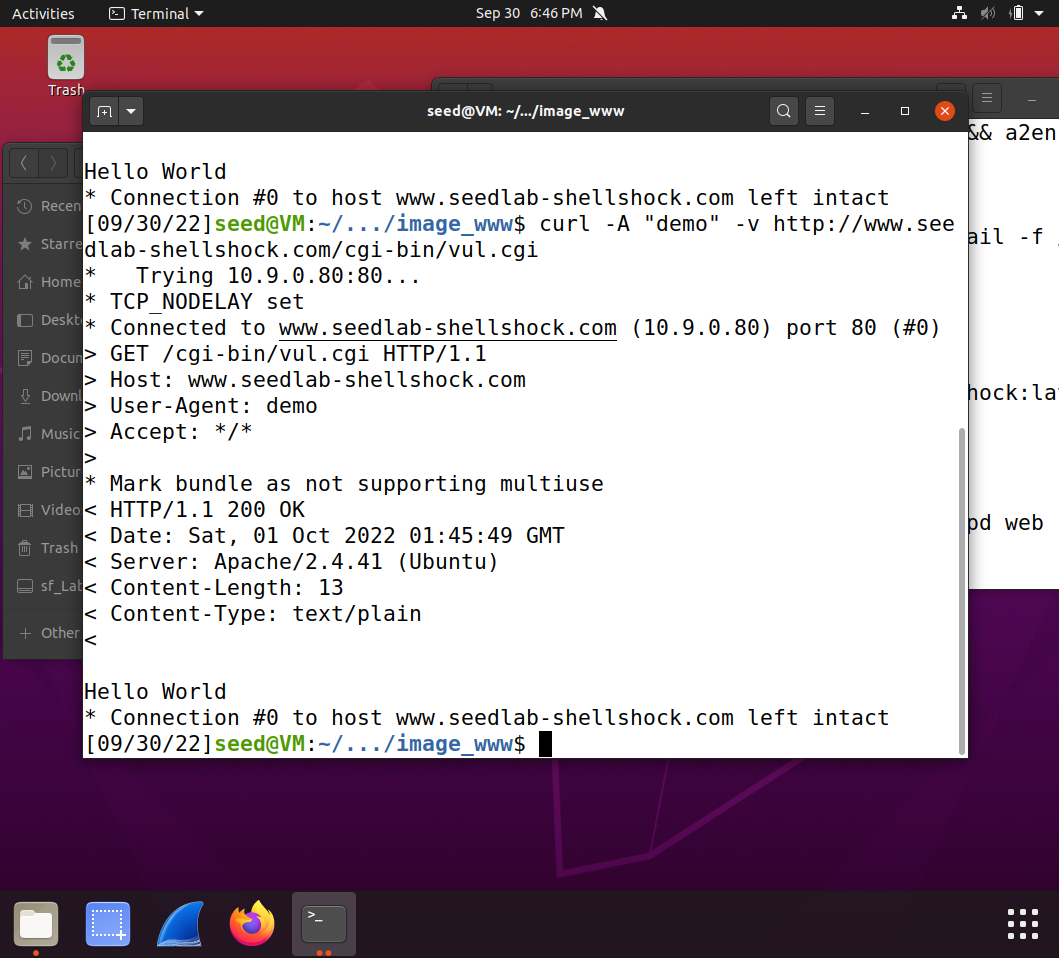 Activities
Terminal
Sep 30 6:46 PM
Trash
seed@VM: ~/.../image_www
&& a2en
Recen
Starre
Home
Deskt
Docum
Downl
Music
Pictur
Video
Trash
sf_Lab
+ Other
ail -f
hock:la
pd web
Hello World
* Connection #0 to host www.seedlab-shellshock.com left intact
[09/30/22]seed@VM:~/.../image_www$ curl -A "demo" -v http://www.see
dlab-shellshock.com/cgi-bin/vul.cgi
*   Trying 10.9.0.80:80...
* TCP_NODELAY set
* Connected to www.seedlab-shellshock.com (10.9.0.80) port 80 (#0)
> GET /cgi-bin/vul.cgi HTTP/1.1
> Host: www.seedlab-shellshock.com
> User-Agent: demo
> Accept: */*
>
* Mark bundle as not supporting multiuse
< HTTP/1.1 200 OK
< Date: Sat, 01 Oct 2022 01:45:49 GMT
< Server: Apache/2.4.41 (Ubuntu)
< Content-Length: 13
< Content-Type: text/plain
<
Hello World
* Connection #0 to host www.seedlab-shellshock.com left intact
[09/30/22]seed@VM:~/.../image_www$
>_